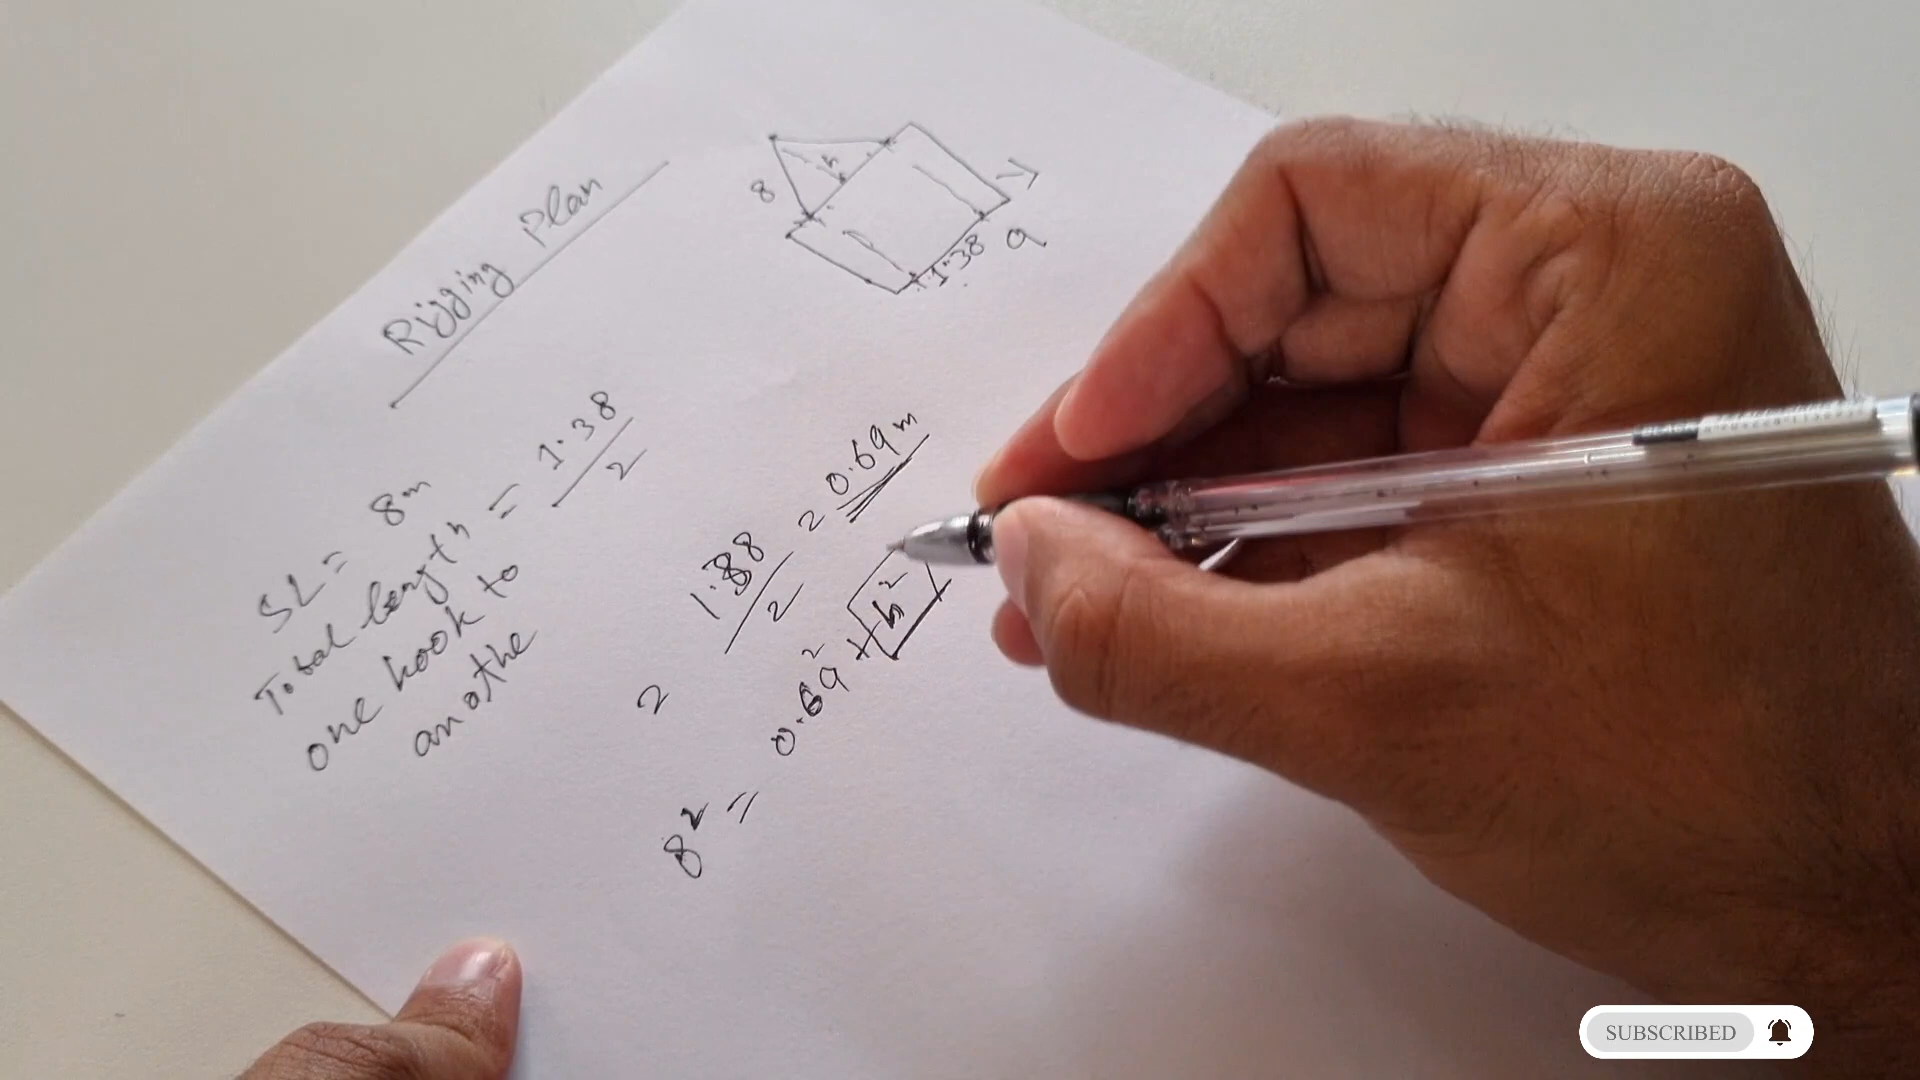 Rigging Plan
8
h
1.38
9
SL = 8m
Total length = 1.38
2
one hook to
anothe
2
1.38
2
= 0.69m
8² = 0.69² + h²
SUBSCRIBED